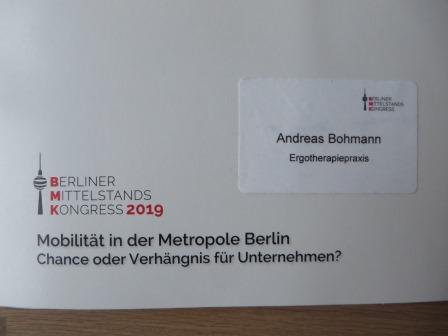 BERLINER
MITTELSTANDS
KONGRESS
Andreas Bohmann
Ergotherapiepraxis
BERLINER
MITTELSTANDS
KONGRESS 2019
Mobilität in der Metropole Berlin
Chance oder Verhängnis für Unternehmen?